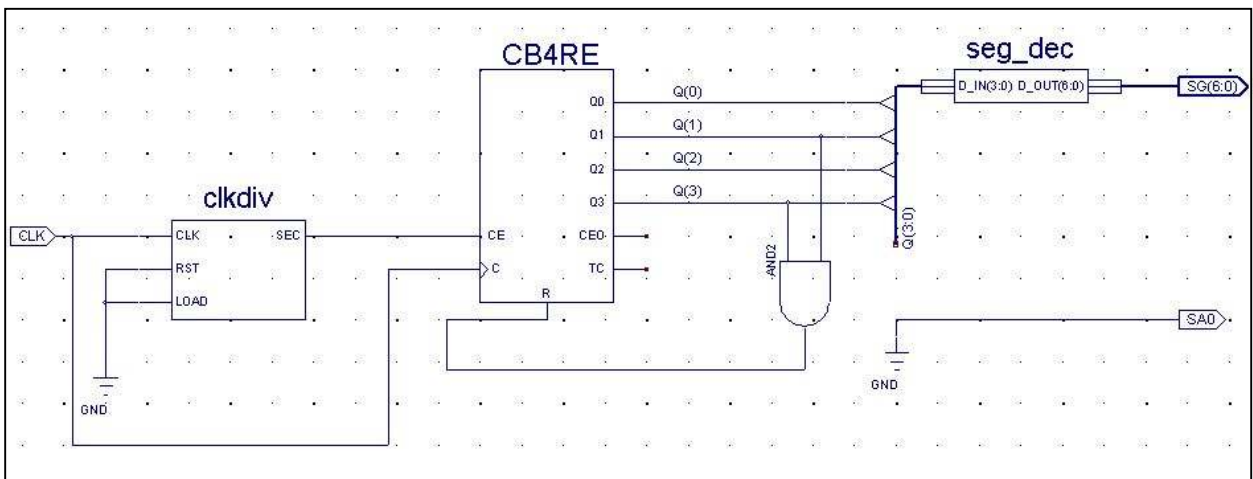 CB4RE
seg_dec
Q0
Q(0)
D_IN(3:0) D_OUT(6:0)
SG(6:0)
Q1
Q(1)
Q2
Q(2)
clkdiv
Q3
Q(3)
CLK
CLK
SEC
CE
CEO
Q(3:0)
RST
C
TC
AND2
LOAD
R
SA0
GND
GND